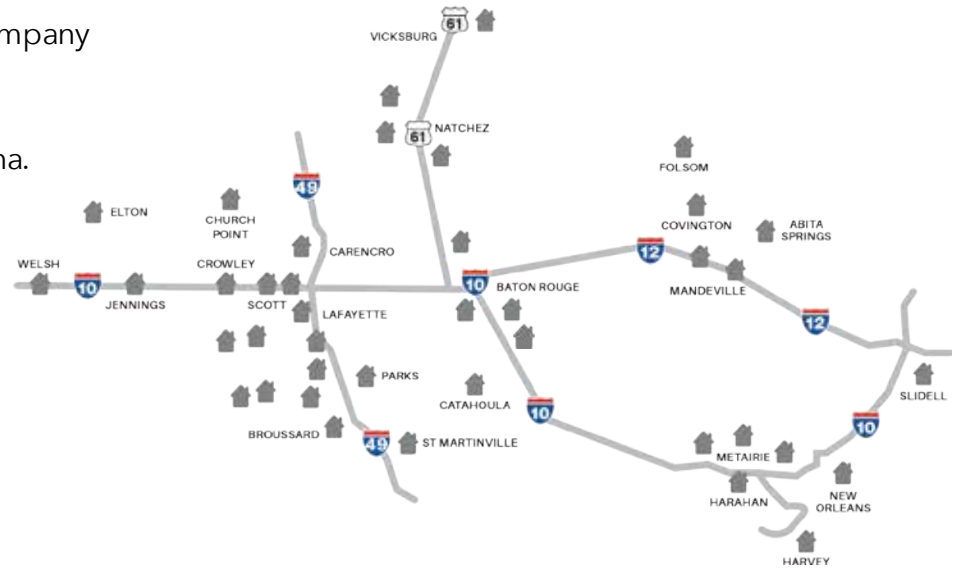 ompany
61
VICKSBURG
61
NATCHEZ
na.
FOLSOM
49
ELTON
CHURCH
POINT
COVINGTON
ABITA
SPRINGS
CARENCRO
12
WELSH
CROWLEY
10
10
BATON ROUGE
JENNINGS
SCOTT
MANDEVILLE
LAFAYETTE
12
PARKS
CATAHOULA
SLIDELL
10
10
BROUSSARD
49
ST MARTINVILLE
METAIRIE
HARAHAN
NEW
ORLEANS
HARVEY